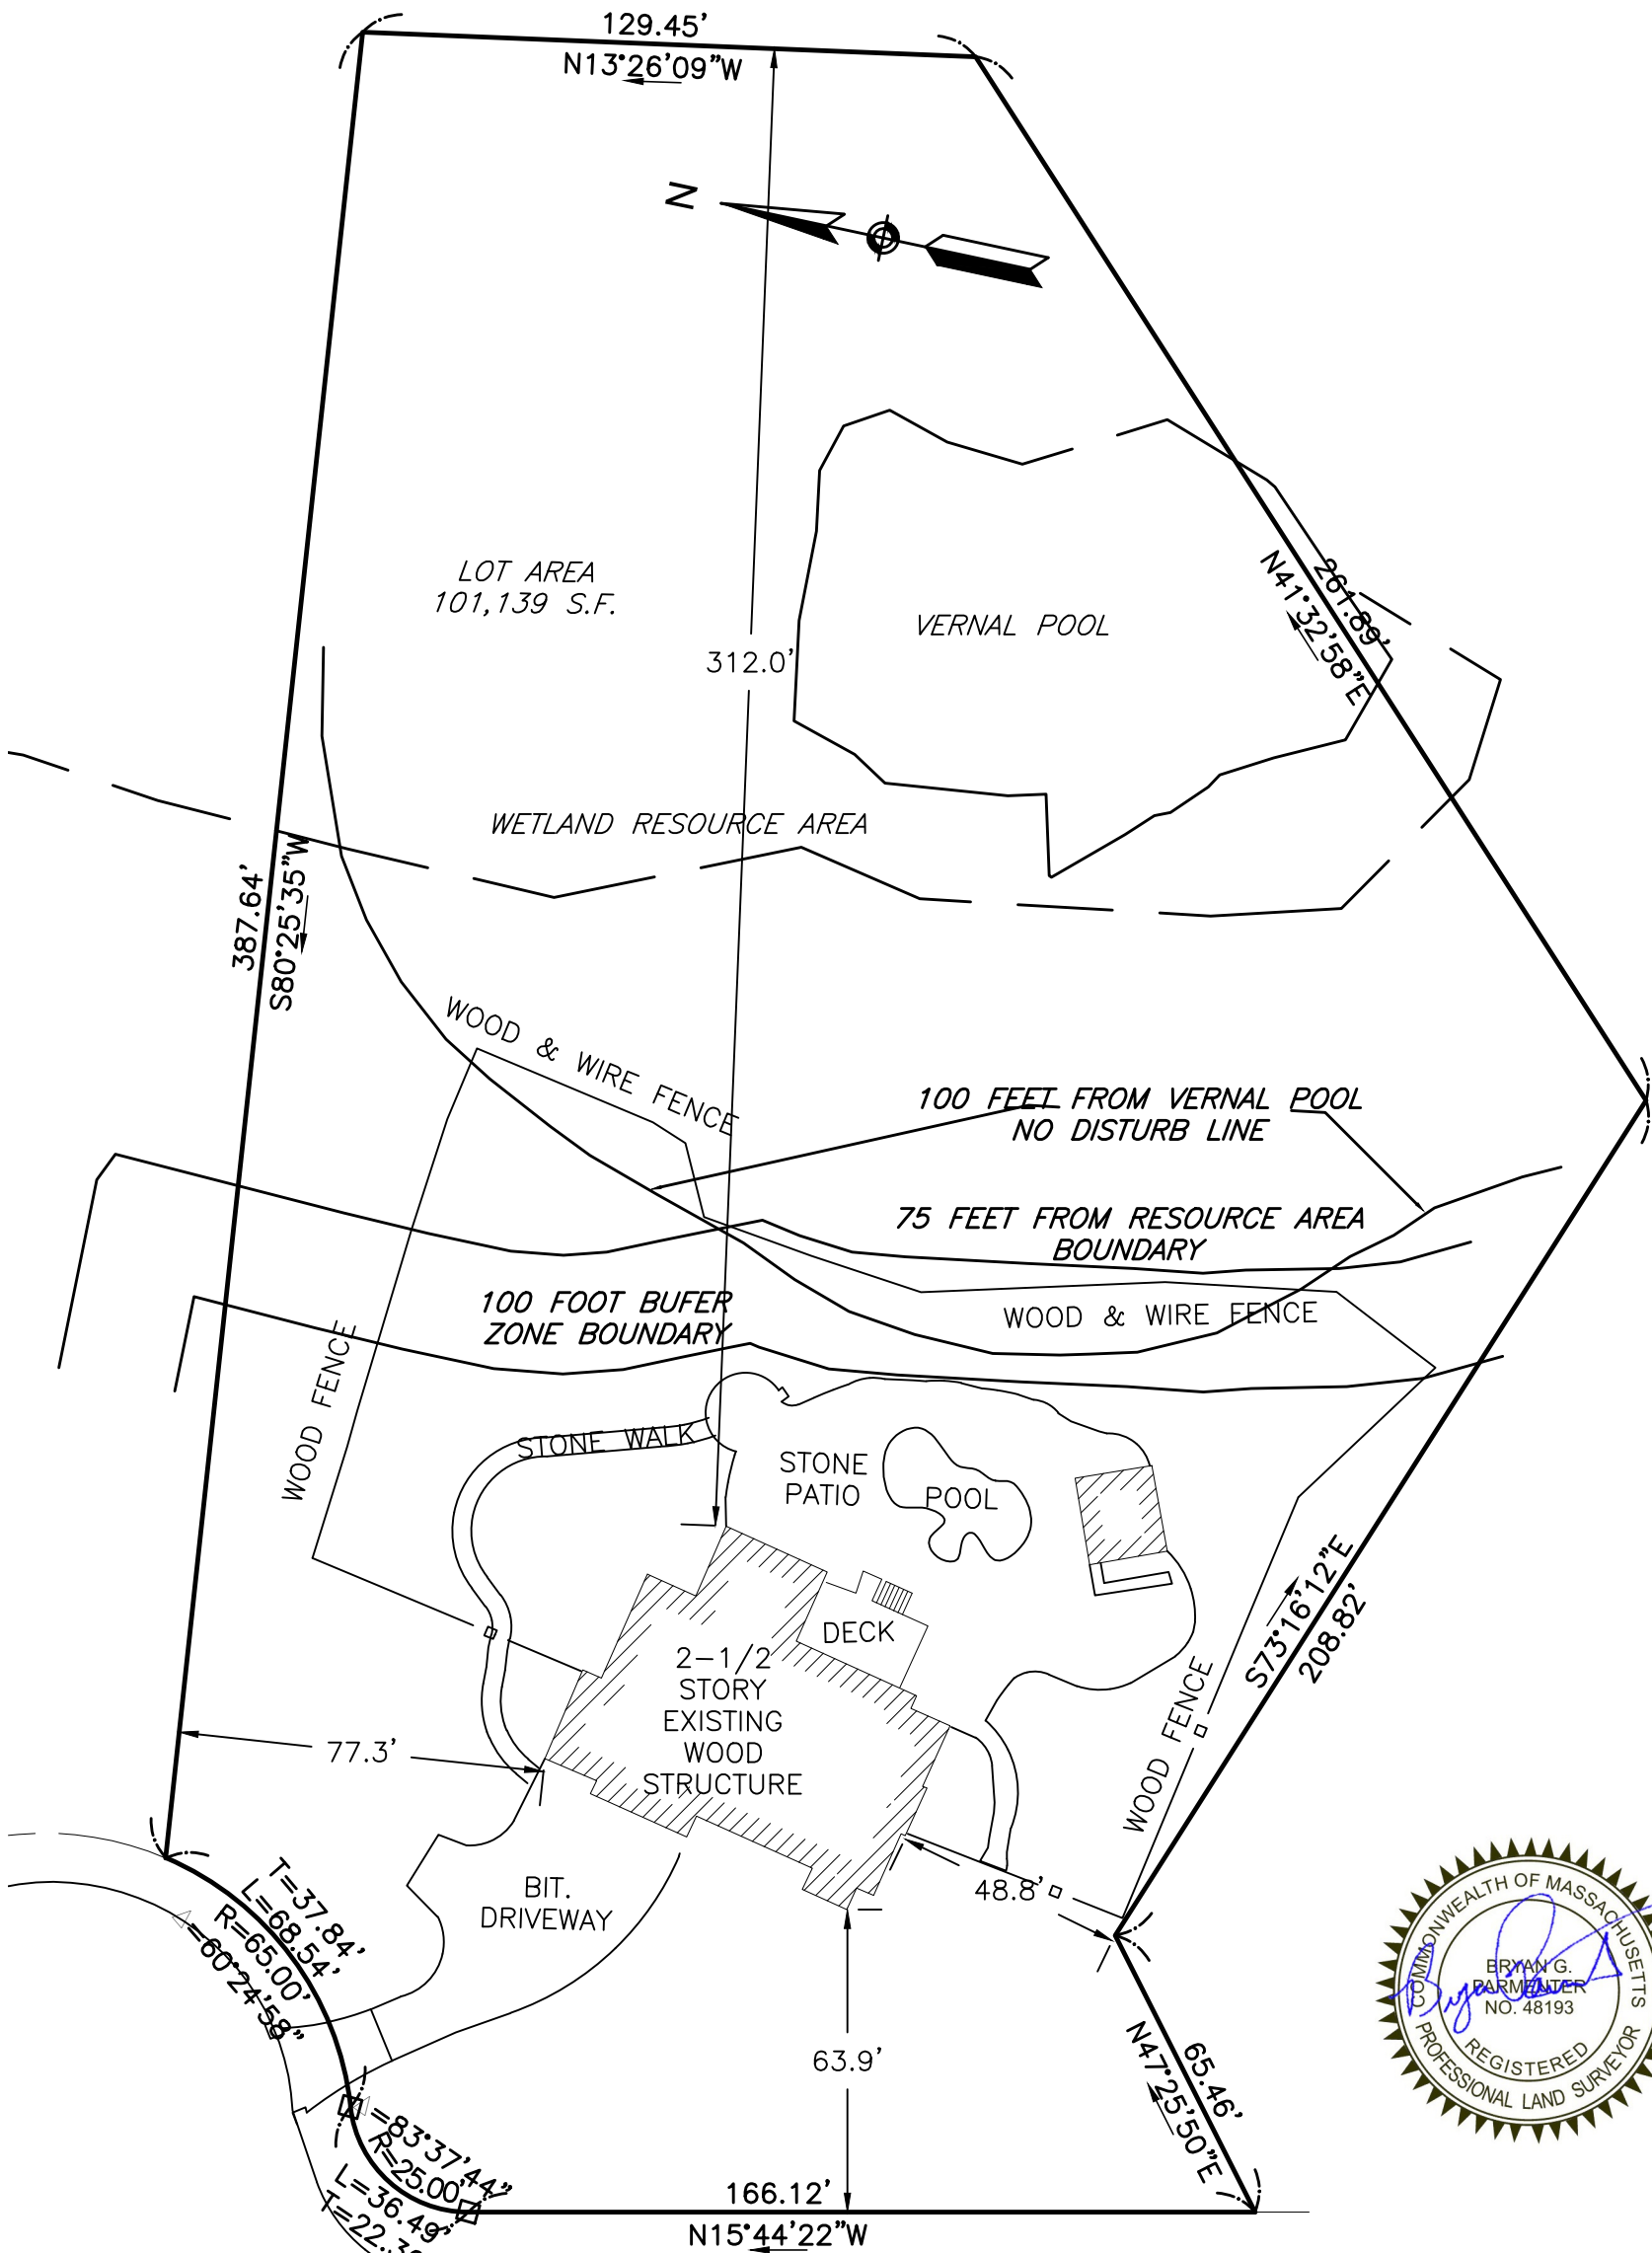 129.45'
N13°26'09"W
N
LOT AREA
101,139 S.F.
312.0'
VERNAL POOL
261.89'
N41°32'58"E
WETLAND RESOURCE AREA
387.64'
S80°25'35"W
WOOD & WIRE FENCE
100 FEET FROM VERNAL POOL
NO DISTURB LINE
75 FEET FROM RESOURCE AREA
BOUNDARY
100 FOOT BUFER
ZONE BOUNDARY
WOOD & WIRE FENCE
WOOD FENCE
STONE WALK
STONE
PATIO
POOL
DECK
2-1/2
STORY
EXISTING
WOOD
STRUCTURE
S73°16'12"E
208.82'
WOOD FENCE
77.3'
48.8'
BIT.
DRIVEWAY
T=37.84'
L=68.54'
R=65.00'
=60°24'58"
63.9'
65.46'
N47°25'50"E
=83°37'44"
R=25.00'
L=36.49'
166.12'
N15°44'22"W
COMMONWEALTH OF MASSACHUSETTS
BRYAN G.
PARMENTER
NO. 48193
REGISTERED
PROFESSIONAL LAND SURVEYOR